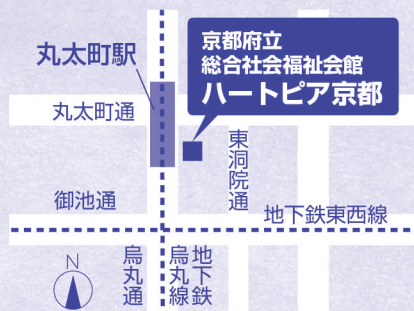 京都府立
総合社会福祉会館
ハートピア京都
丸太町駅
丸太町通
東洞院通
御池通
地下鉄東西線
N
烏丸通
地下鉄
烏丸線